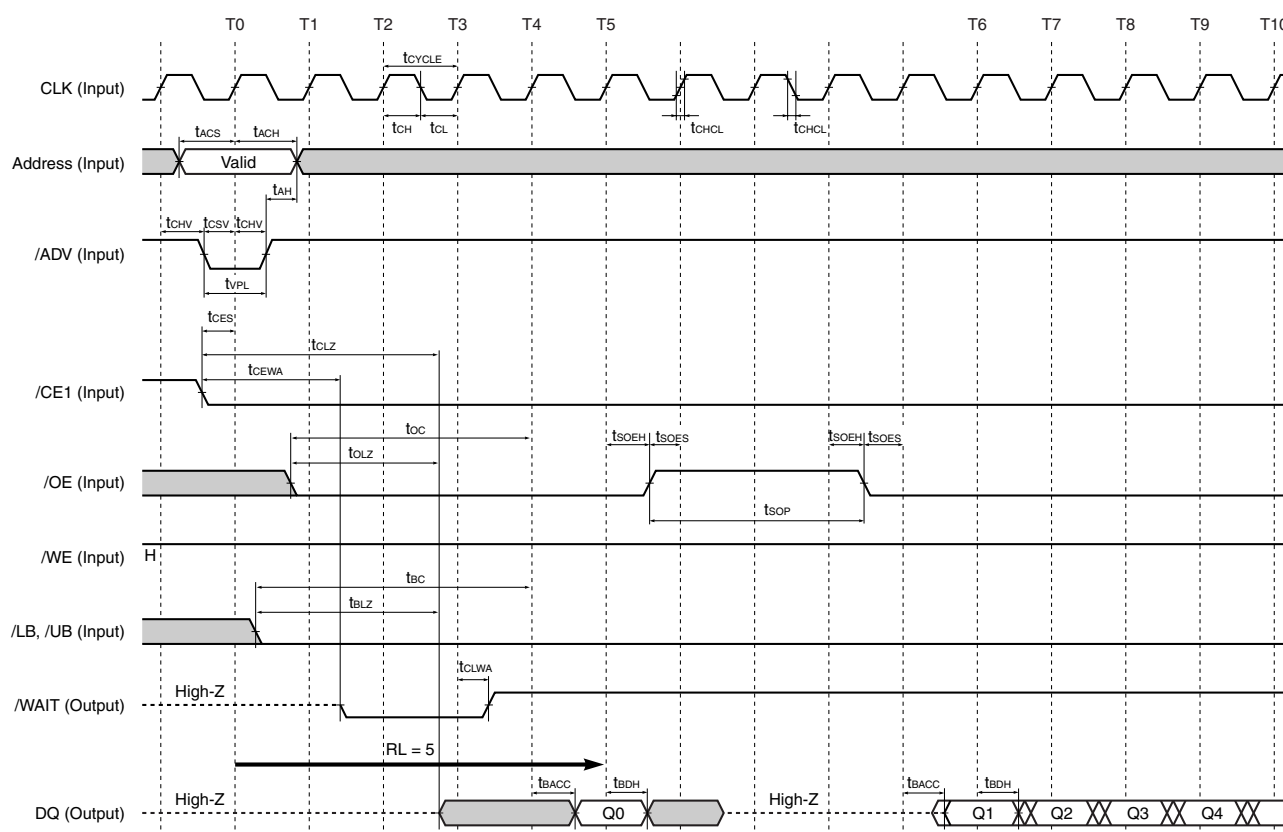 T0 T1 T2 T3 T4 T5 T6 T7 T8 T9 T10
tCYCLE
CLK (Input)
tCH tCL tCHCL tCHCL
tACS tACH
Address (Input) Valid
tAH
tCHV tCSV tCHV
/ADV (Input)
tVPL
tCES
tCLZ
tCEWA
/CE1 (Input)
tOC tSOEH tSOES tSOEH tSOES
tOLZ
/OE (Input)
tSOP
/WE (Input) H
tBC
tBLZ
/LB, /UB (Input)
tCLWA
High-Z
/WAIT (Output)
RL = 5
tBACC tBDH tBACC tBDH
High-Z High-Z
DQ (Output) Q0 Q1 Q2 Q3 Q4